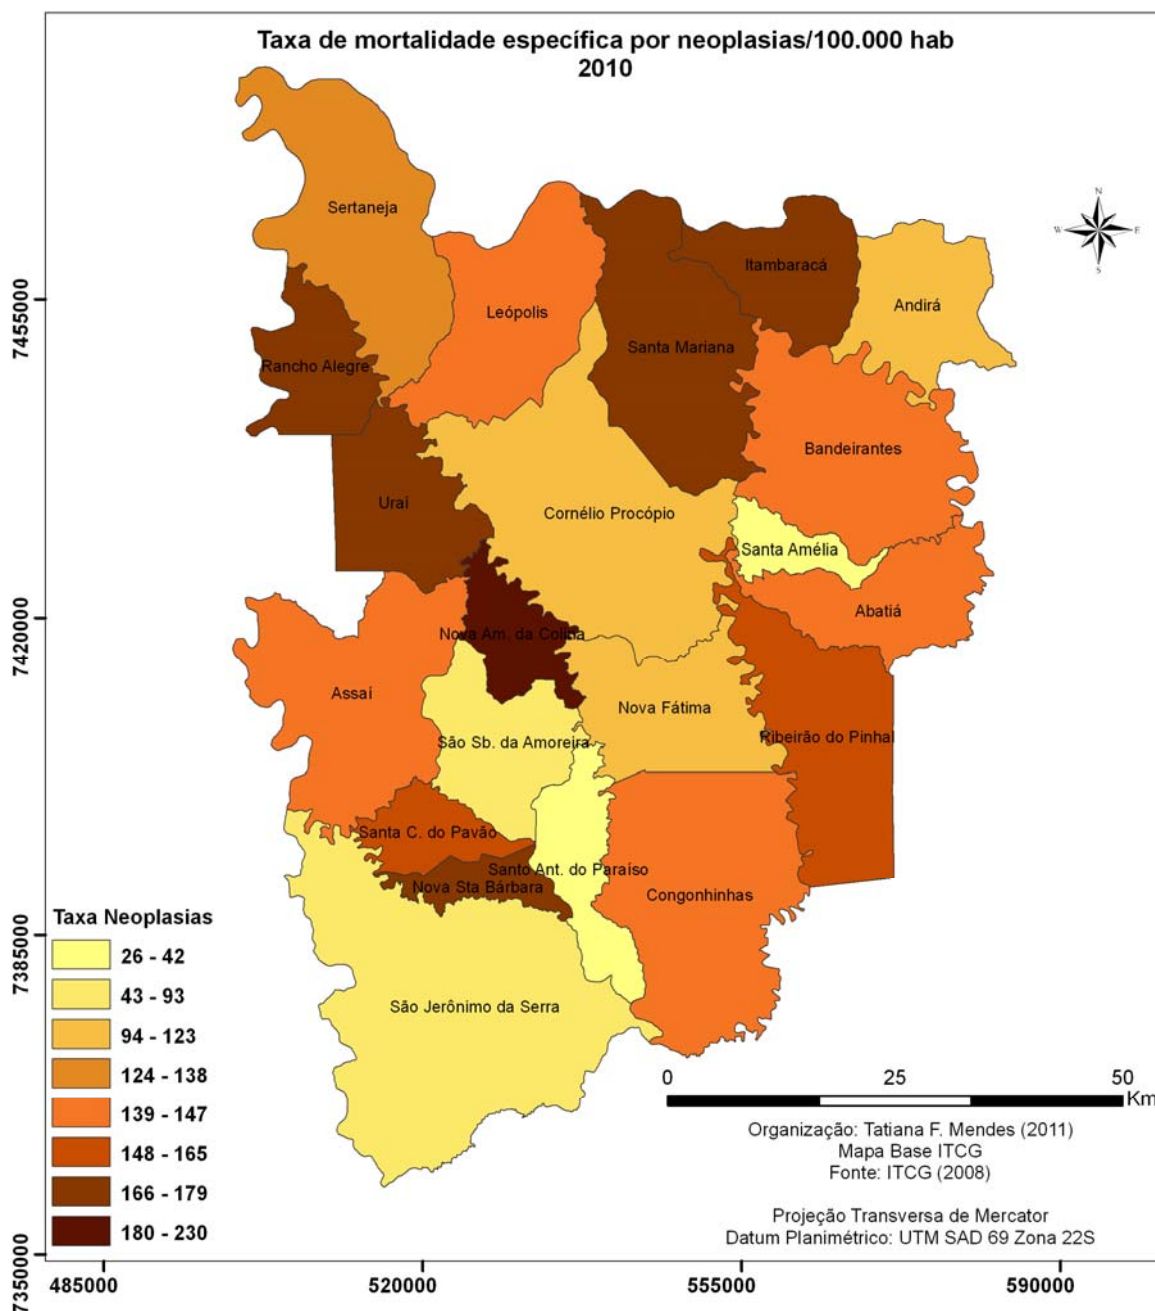 Taxa de mortalidade específica por neoplasias/100.000 hab
2010
N
W E
S
Sertaneja
Itambaracá
Andirá
Leópolis
Santa Mariana
Rancho Alegre
Bandeirantes
Uraí
Cornélio Procópio
Santa Amélia
Abatiá
Nova Am. da Colina
Assaí
Nova Fátima
Ribeirão do Pinhal
São Sb. da Amoreira
Santa C. do Pavão
Santo Ant. do Paraíso
Nova Sta Bárbara
Congonhinhas
São Jerônimo da Serra
7455000
7420000
7385000
7350000
Taxa Neoplasias
26 - 42
43 - 93
94 - 123
124 - 138
139 - 147
148 - 165
166 - 179
180 - 230
0 25 50
Km
Organização: Tatiana F. Mendes (2011)
Mapa Base ITCG
Fonte: ITCG (2008)
Projeção Transversa de Mercator
Datum Planimétrico: UTM SAD 69 Zona 22S
485000 520000 555000 590000